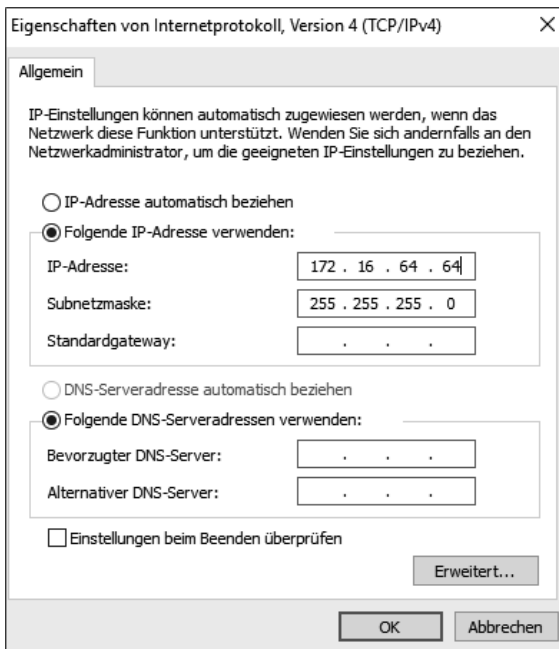 Eigenschaften von Internetprotokoll, Version 4 (TCP/IPv4)
Allgemein
IP-Einstellungen können automatisch zugewiesen werden, wenn das
Netzwerk diese Funktion unterstützt. Wenden Sie sich andernfalls an den
Netzwerkadministrator, um die geeigneten IP-Einstellungen zu beziehen.
IP-Adresse automatisch beziehen
Folgende IP-Adresse verwenden:
IP-Adresse: 172 . 16 . 64 . 64
Subnetzmaske: 255 . 255 . 255 . 0
Standardgateway: . . .
DNS-Serveradresse automatisch beziehen
Folgende DNS-Serveradressen verwenden:
Bevorzugter DNS-Server: . . .
Alternativer DNS-Server: . . .
Einstellungen beim Beenden überprüfen
Erweitert...
OK Abbrechen